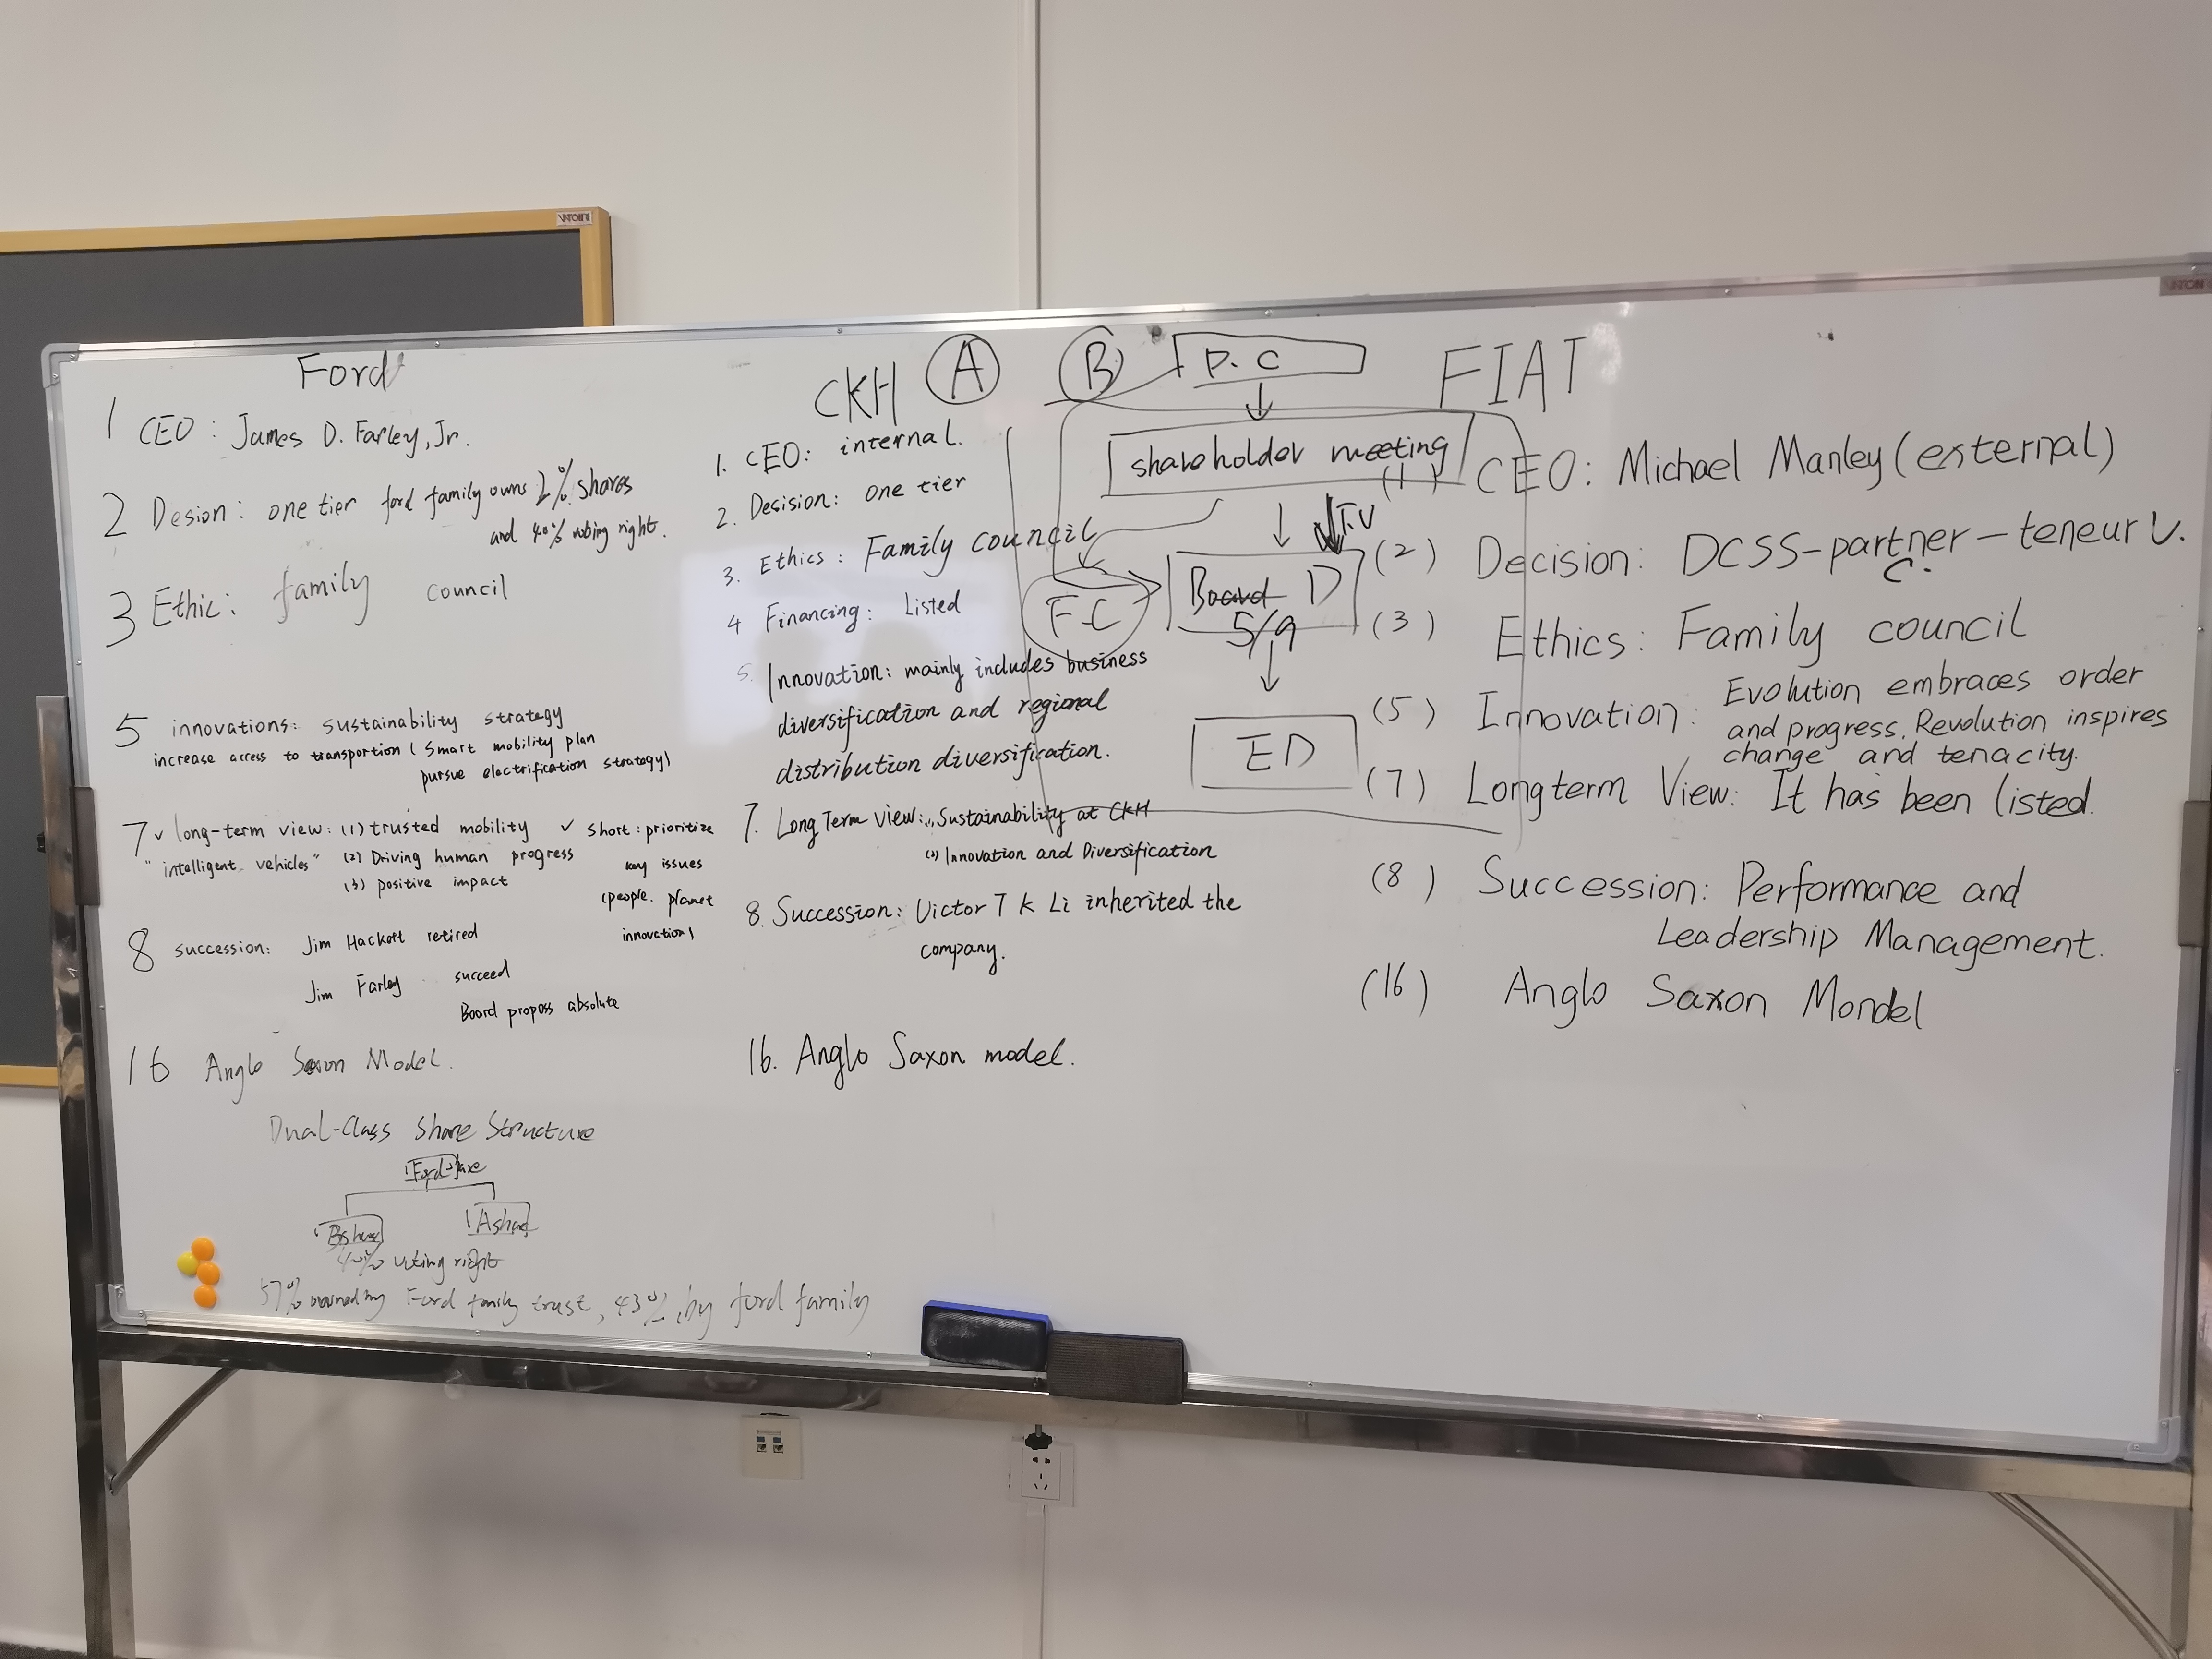 VATON
VATON
Ford
1 CEO: James D. Farley, Jr.
2 Desion: one tier ford family owns 2% shares
and 40% voting right.
3 Ethic: family council
5 innovations: sustainability strategy
increase access to transportion ( Smart mobility plan
pursue electrification strategy)
7 ✓ long-term view: (1) trusted mobility
"intelligent vehicles" (2) Driving human progress
(3) positive impact
✓ short: prioritize
key issues
(people. planet
innovation)
8 succession: Jim Hackett retired
Jim Farley succeed
Board propass absolute
16 Anglo Saxon Model.
Dual-Class Share Structure
Ford
B share
A share
40% voting right
57% owned by Ford family trust, 43% by ford family
CKH
1. CEO: internal.
2. Desision: one tier
3. Ethics: Family council
4 Financing: Listed
5. Innovation: mainly includes business
diversification and regional
distribution diversification.
7. Long Term View: (1) Sustainability at CKH
(2) Innovation and Diversification
8. Succession: Victor T K Li inherited the
company.
16. Anglo Saxon model.
A
B
P.C
shareholder meeting
T.V
F.C
Board D
5/9
ED
FIAT
(1) CEO: Michael Manley (external)
(2) Decision: DCSS-partner-teneur V.
C.
(3) Ethics: Family council
(5) Innovation: Evolution embraces order
and progress. Revolution inspires
change and tenacity.
(7) Longterm View: It has been listed.
(8) Succession: Performance and
Leadership Management.
(16) Anglo Saxon Mondel